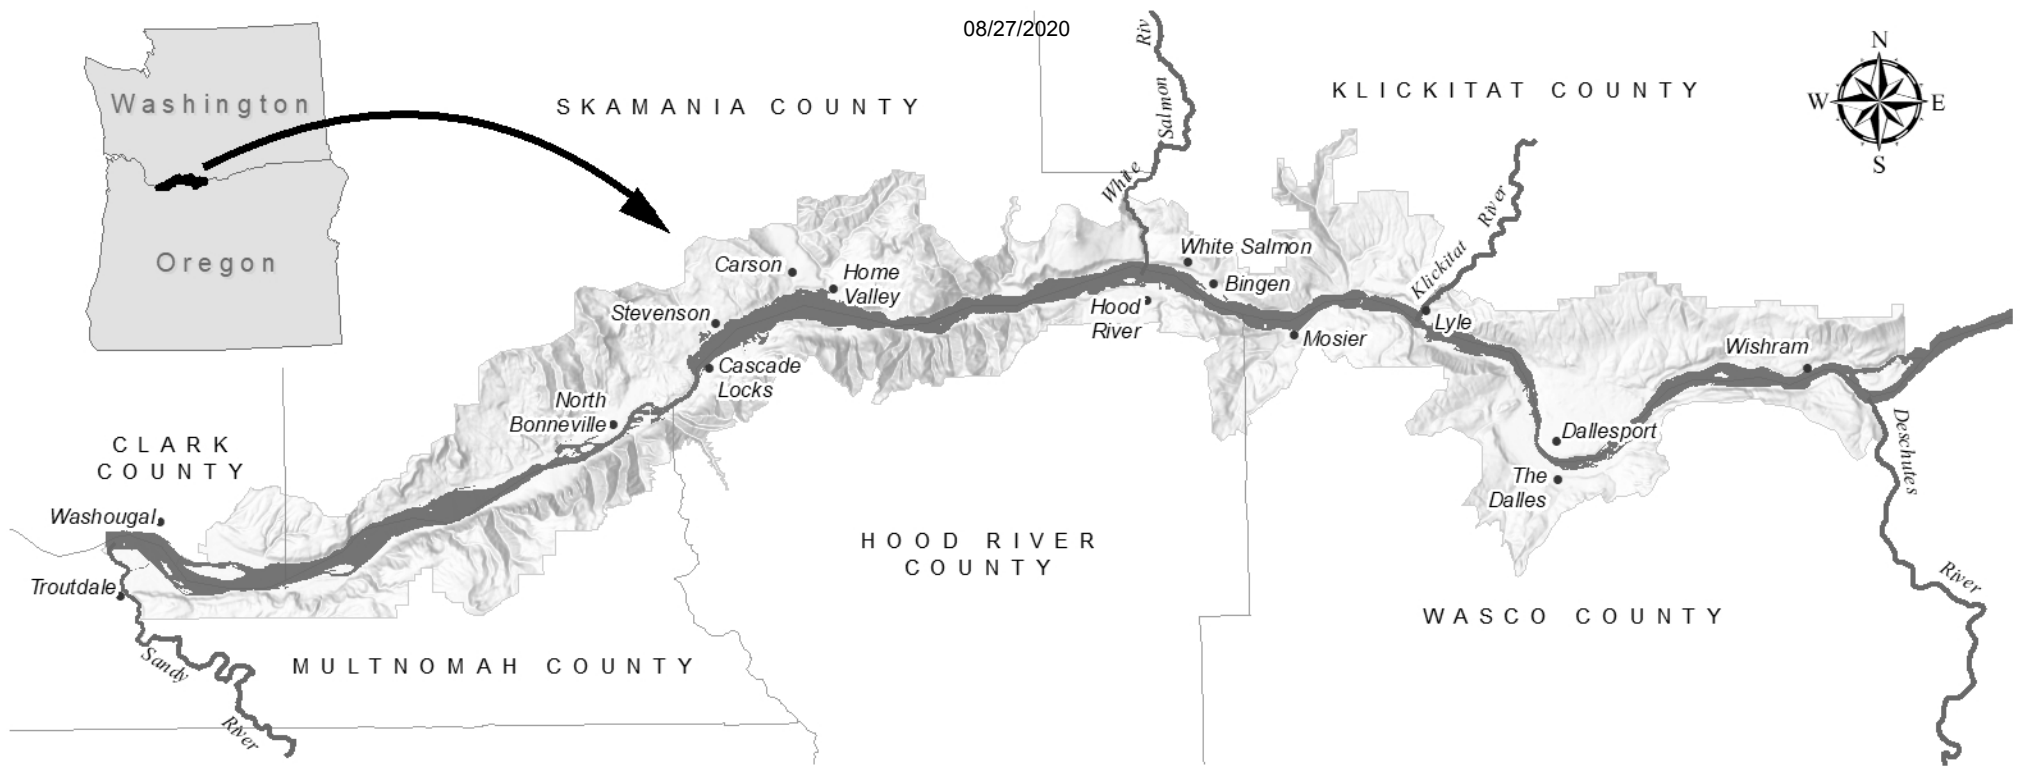 08/27/2020
N
W
E
S
Washington
Oregon
SKAMANIA COUNTY
KLICKITAT COUNTY
White Salmon Riv
Klickitat River
White Salmon
Bingen
Carson
Home
Valley
Stevenson
Hood
River
Mosier
Lyle
Wishram
Cascade
Locks
North
Bonneville
Dallesport
The
Dalles
Deschutes River
CLARK
COUNTY
Washougal
Troutdale
Sandy River
HOOD RIVER
COUNTY
WASCO COUNTY
MULTNOMAH COUNTY